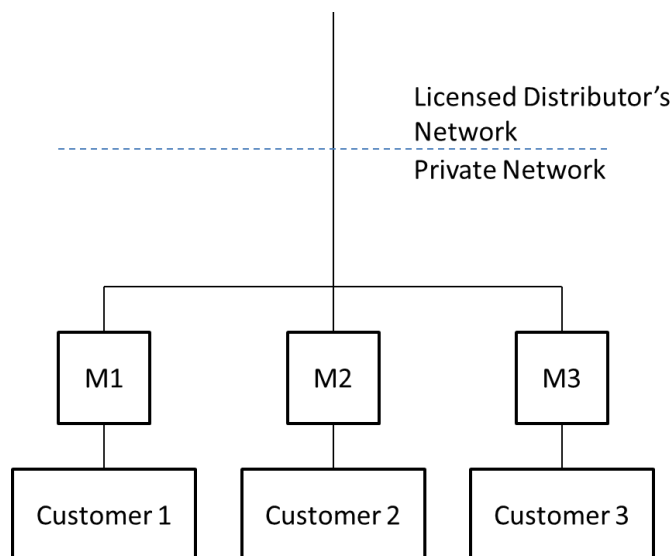 Licensed Distributor’s
Network
Private Network
M1
M2
M3
Customer 1
Customer 2
Customer 3